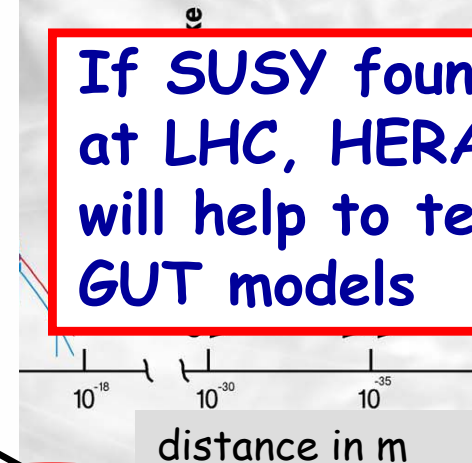 If SUSY foun
at LHC, HERA
will help to te
GUT models
10^-18 10^-30 10^-35
distance in m